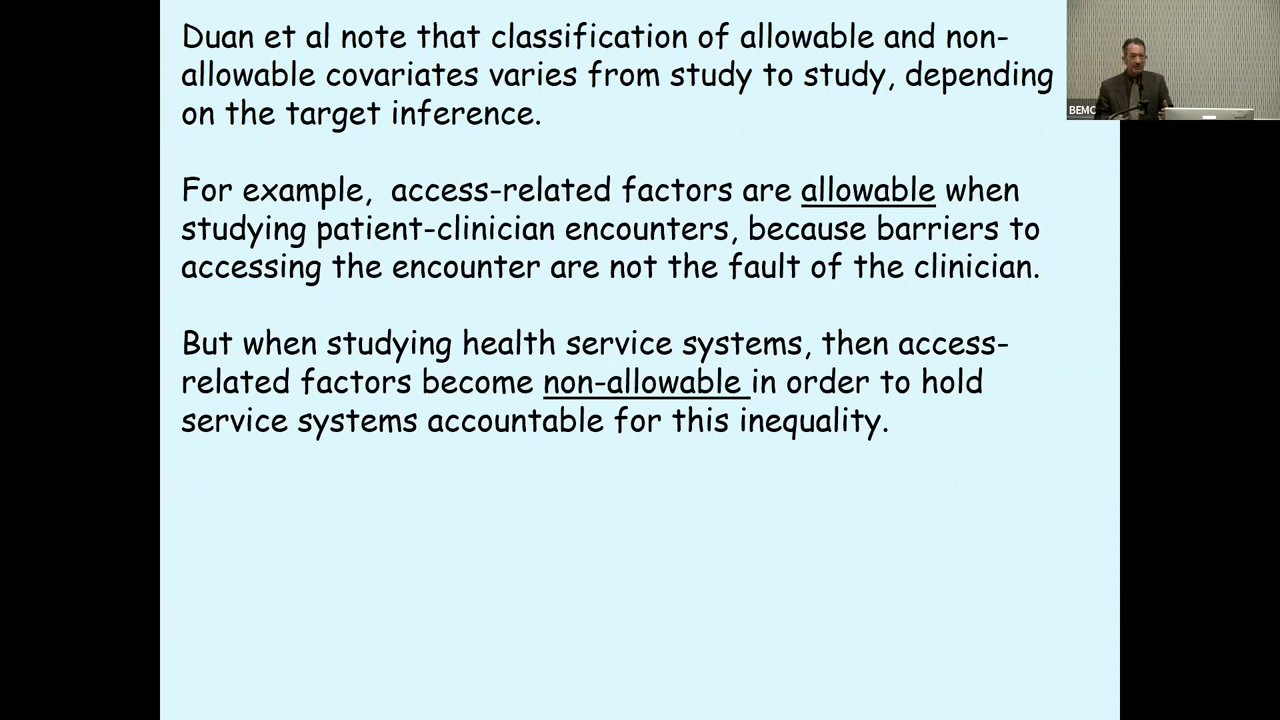 Duan et al note that classification of allowable and non-
allowable covariates varies from study to study, depending
on the target inference.
For example,  access-related factors are allowable when
studying patient-clinician encounters, because barriers to
accessing the encounter are not the fault of the clinician.
But when studying health service systems, then access-
related factors become non-allowable in order to hold
service systems accountable for this inequality.
BEMC